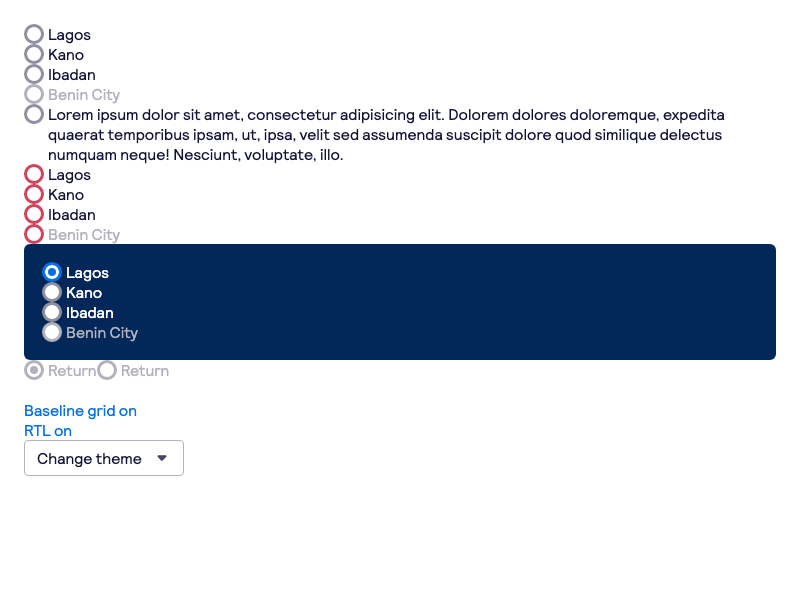 Lagos
Kano
Ibadan
Benin City
Lorem ipsum dolor sit amet, consectetur adipisicing elit. Dolorem dolores doloremque, expedita
quaerat temporibus ipsam, ut, ipsa, velit sed assumenda suscipit dolore quod similique delectus
numquam neque! Nesciunt, voluptate, illo.
Lagos
Kano
Ibadan
Benin City
Lagos
Kano
Ibadan
Benin City
Return Return
Baseline grid on
RTL on
Change theme